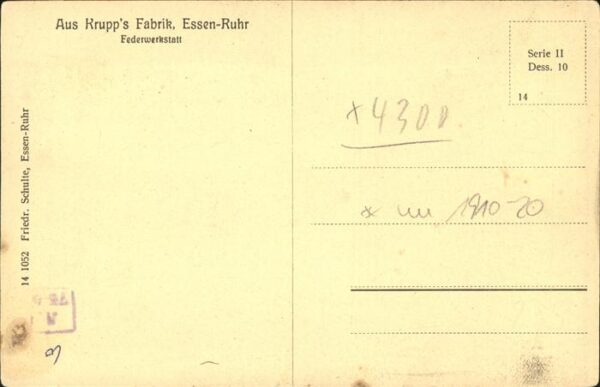 Aus Krupp's Fabrik, Essen-Ruhr
Federwerkstatt
Serie II
Dess. 10
14
14 1052 Friedr. Schulte, Essen-Ruhr
4300
1910-20